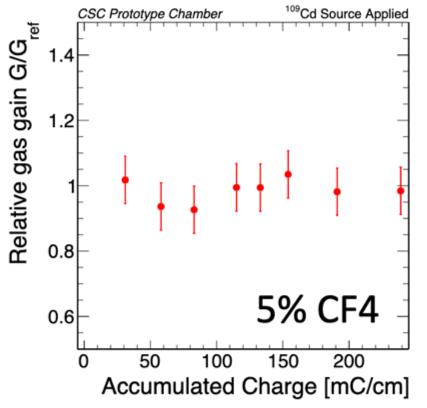 CSC Prototype Chamber
¹⁰⁹Cd Source Applied
Relative gas gain G/G_ref
1.4
1.2
1
0.8
0.6
5% CF4
0
50
100
150
200
Accumulated Charge [mC/cm]